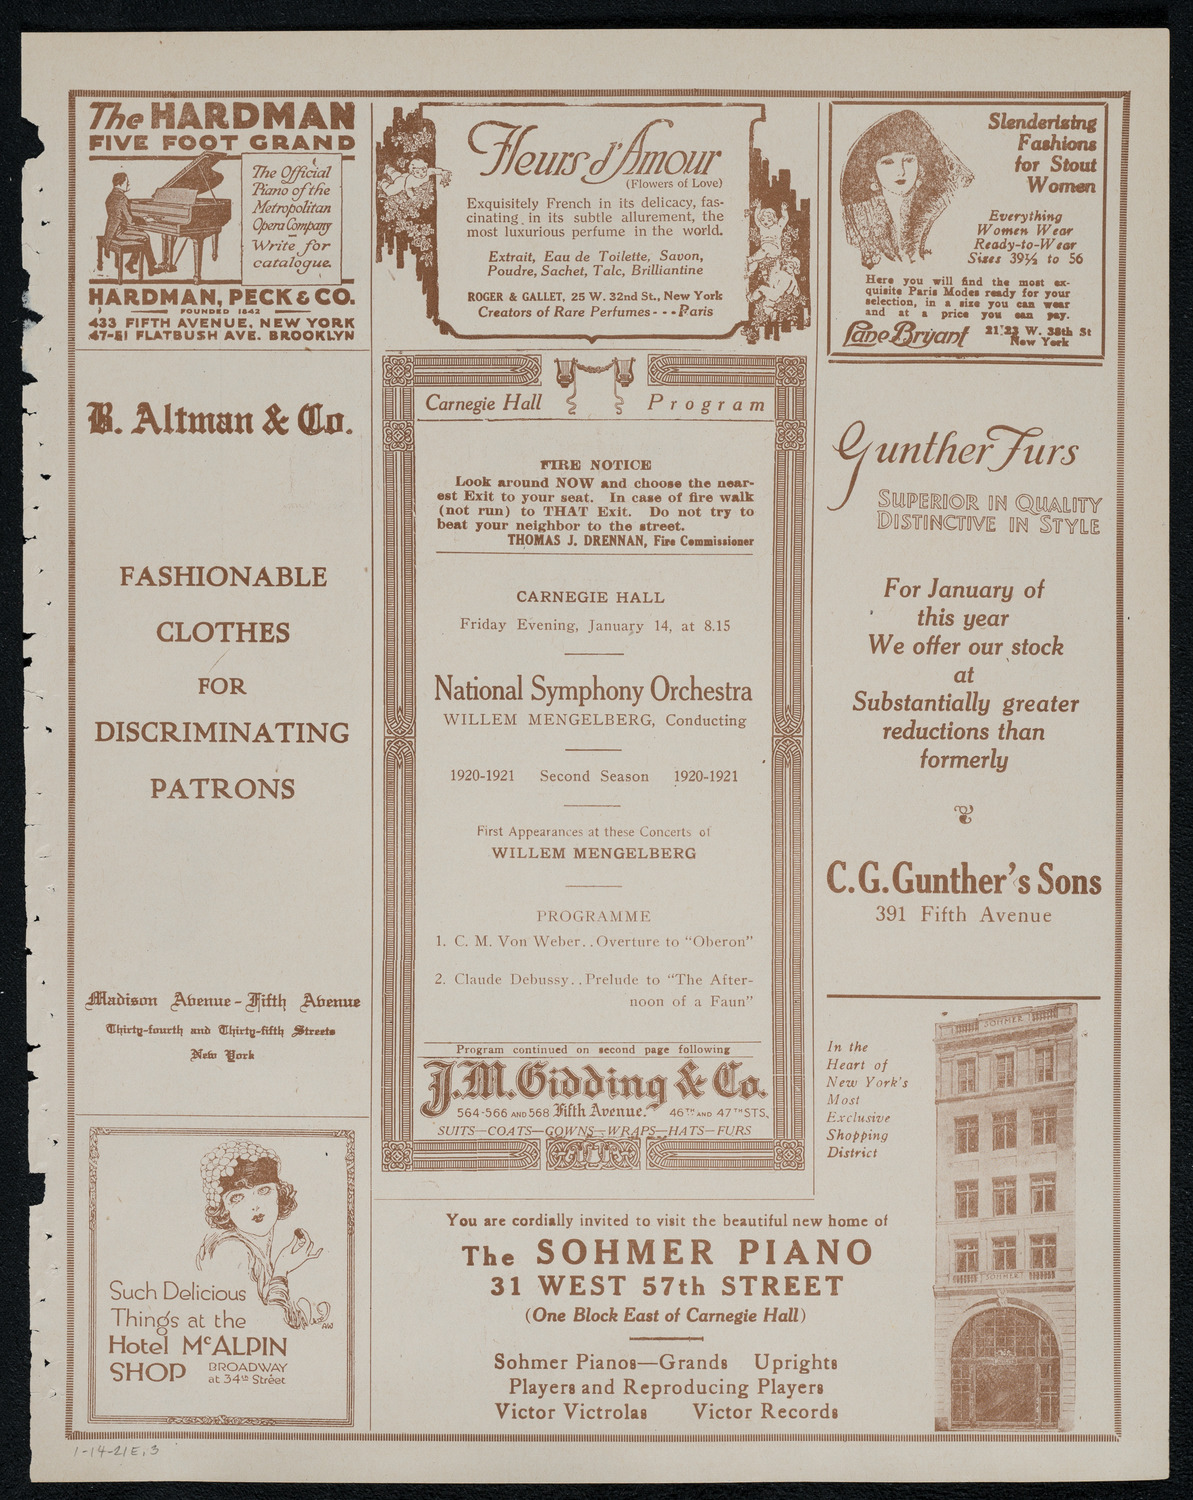 The HARDMAN
FIVE FOOT GRAND
The Official
Piano of the
Metropolitan
Opera Company
Write for
catalogue.
HARDMAN, PECK & CO.
FOUNDED 1842
433 FIFTH AVENUE, NEW YORK
47-51 FLATBUSH AVE. BROOKLYN
Fleurs d'Amour
(Flowers of Love)
Exquisitely French in its delicacy, fas-
cinating in its subtle allurement, the
most luxurious perfume in the world.
Extrait, Eau de Toilette, Savon,
Poudre, Sachet, Talc, Brilliantine
ROGER & GALLET, 25 W. 32nd St., New York
Creators of Rare Perfumes - - - Paris
Slenderizing
Fashions
for Stout
Women
Everything
Women Wear
Ready-to-Wear
Sizes 39½ to 56
Here you will find the most ex-
quisite Paris Modes ready for your
selection, in a size you can wear
and at a price you can pay.
Lane Bryant 21-23 W. 38th St
New York
B. Altman & Co.
FASHIONABLE
CLOTHES
FOR
DISCRIMINATING
PATRONS
Madison Avenue - Fifth Avenue
Thirty-fourth and Thirty-fifth Streets
New York
Such Delicious
Things at the
Hotel McALPIN
SHOP BROADWAY
at 34th Street
Carnegie Hall Program
FIRE NOTICE
Look around NOW and choose the near-
est Exit to your seat. In case of fire walk
(not run) to THAT Exit. Do not try to
beat your neighbor to the street.
THOMAS J. DRENNAN, Fire Commissioner
CARNEGIE HALL
Friday Evening, January 14, at 8.15
National Symphony Orchestra
WILLEM MENGELBERG, Conducting
1920-1921 Second Season 1920-1921
First Appearances at these Concerts of
WILLEM MENGELBERG
PROGRAMME
1. C. M. Von Weber..Overture to "Oberon"
2. Claude Debussy..Prelude to "The After-
noon of a Faun"
Program continued on second page following
J.M. Gidding & Co.
564-566 AND 568 Fifth Avenue. 46TH AND 47TH STS.
SUITS—COATS—GOWNS—WRAPS—HATS—FURS
Gunther Furs
SUPERIOR IN QUALITY
DISTINCTIVE IN STYLE
For January of
this year
We offer our stock
at
Substantially greater
reductions than
formerly
C.G. Gunther's Sons
391 Fifth Avenue
In the
Heart of
New York's
Most
Exclusive
Shopping
District
SOHMER
SOHMER
You are cordially invited to visit the beautiful new home of
The SOHMER PIANO
31 WEST 57th STREET
(One Block East of Carnegie Hall)
Sohmer Pianos—Grands Uprights
Players and Reproducing Players
Victor Victrolas Victor Records
1-14-21E, 3